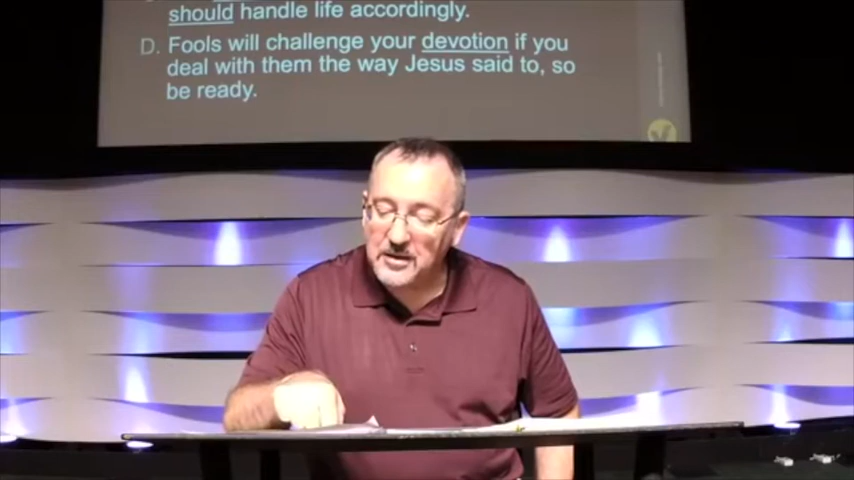 should handle life accordingly.
D. Fools will challenge your devotion if you
deal with them the way Jesus said to, so
be ready.